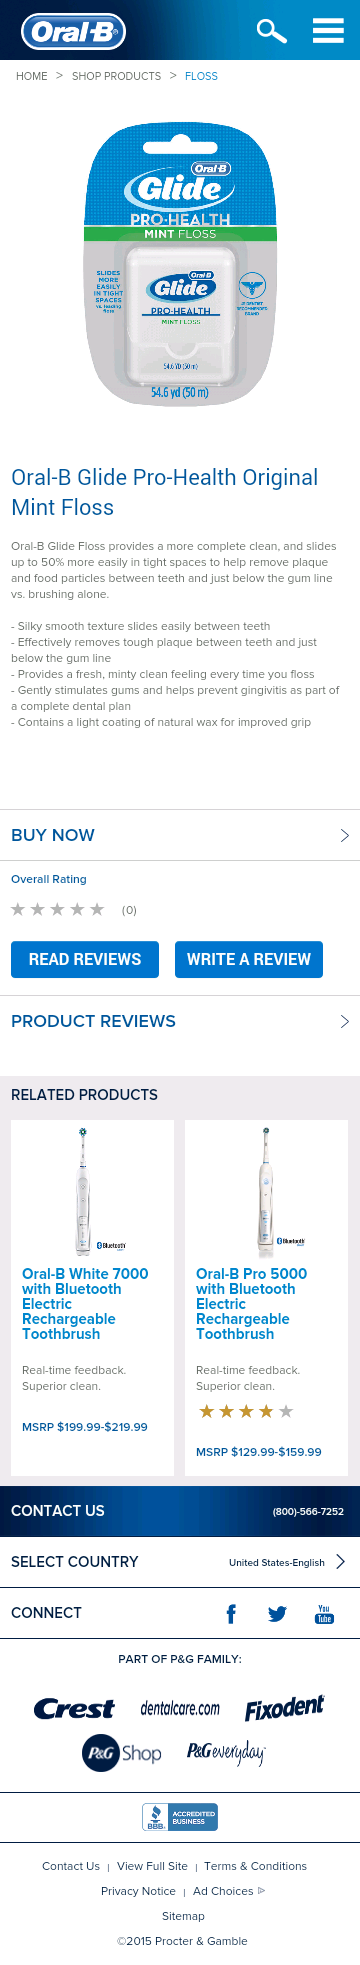 Oral-B
HOME > SHOP PRODUCTS > FLOSS
Oral-B
Glide
PRO-HEALTH
MINT FLOSS
SLIDES
MORE
EASILY
IN TIGHT
SPACES
vs. leading
floss
Oral-B
Glide
PRO-HEALTH
MINT FLOSS
#1 DENTIST
RECOMMENDED
BRAND
54.6 YD (50 m)
54.6 yd (50 m)
Oral-B Glide Pro-Health Original
Mint Floss
Oral-B Glide Floss provides a more complete clean, and slides
up to 50% more easily in tight spaces to help remove plaque
and food particles between teeth and just below the gum line
vs. brushing alone.
- Silky smooth texture slides easily between teeth
- Effectively removes tough plaque between teeth and just
below the gum line
- Provides a fresh, minty clean feeling every time you floss
- Gently stimulates gums and helps prevent gingivitis as part of
a complete dental plan
- Contains a light coating of natural wax for improved grip
BUY NOW
Overall Rating
(0)
READ REVIEWS WRITE A REVIEW
PRODUCT REVIEWS
RELATED PRODUCTS
Bluetooth
Oral-B White 7000
with Bluetooth
Electric
Rechargeable
Toothbrush
Real-time feedback.
Superior clean.
MSRP $199.99-$219.99
Bluetooth
Oral-B Pro 5000
with Bluetooth
Electric
Rechargeable
Toothbrush
Real-time feedback.
Superior clean.
MSRP $129.99-$159.99
CONTACT US (800)-566-7252
SELECT COUNTRY United States-English
CONNECT f You Tube
PART OF P&G FAMILY:
Crest dentalcare.com Fixodent
P&G Shop P&G everyday
BBB ACCREDITED
BUSINESS
Contact Us | View Full Site | Terms & Conditions
Privacy Notice | Ad Choices
Sitemap
©2015 Procter & Gamble